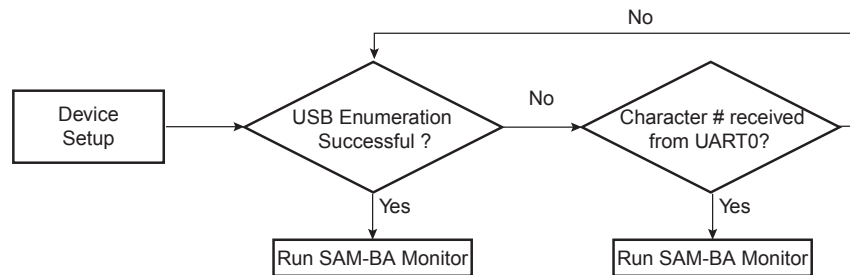 No
Device
Setup
USB Enumeration
Successful ?
No
Character # received
from UART0?
Yes
Yes
Run SAM-BA Monitor
Run SAM-BA Monitor